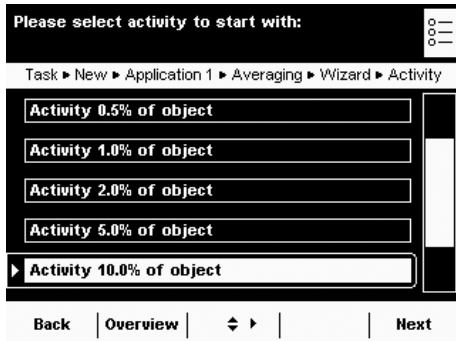 Please select activity to start with:
Task ▸ New ▸ Application 1 ▸ Averaging ▸ Wizard ▸ Activity
Activity 0.5% of object
Activity 1.0% of object
Activity 2.0% of object
Activity 5.0% of object
Activity 10.0% of object
Back Overview Next